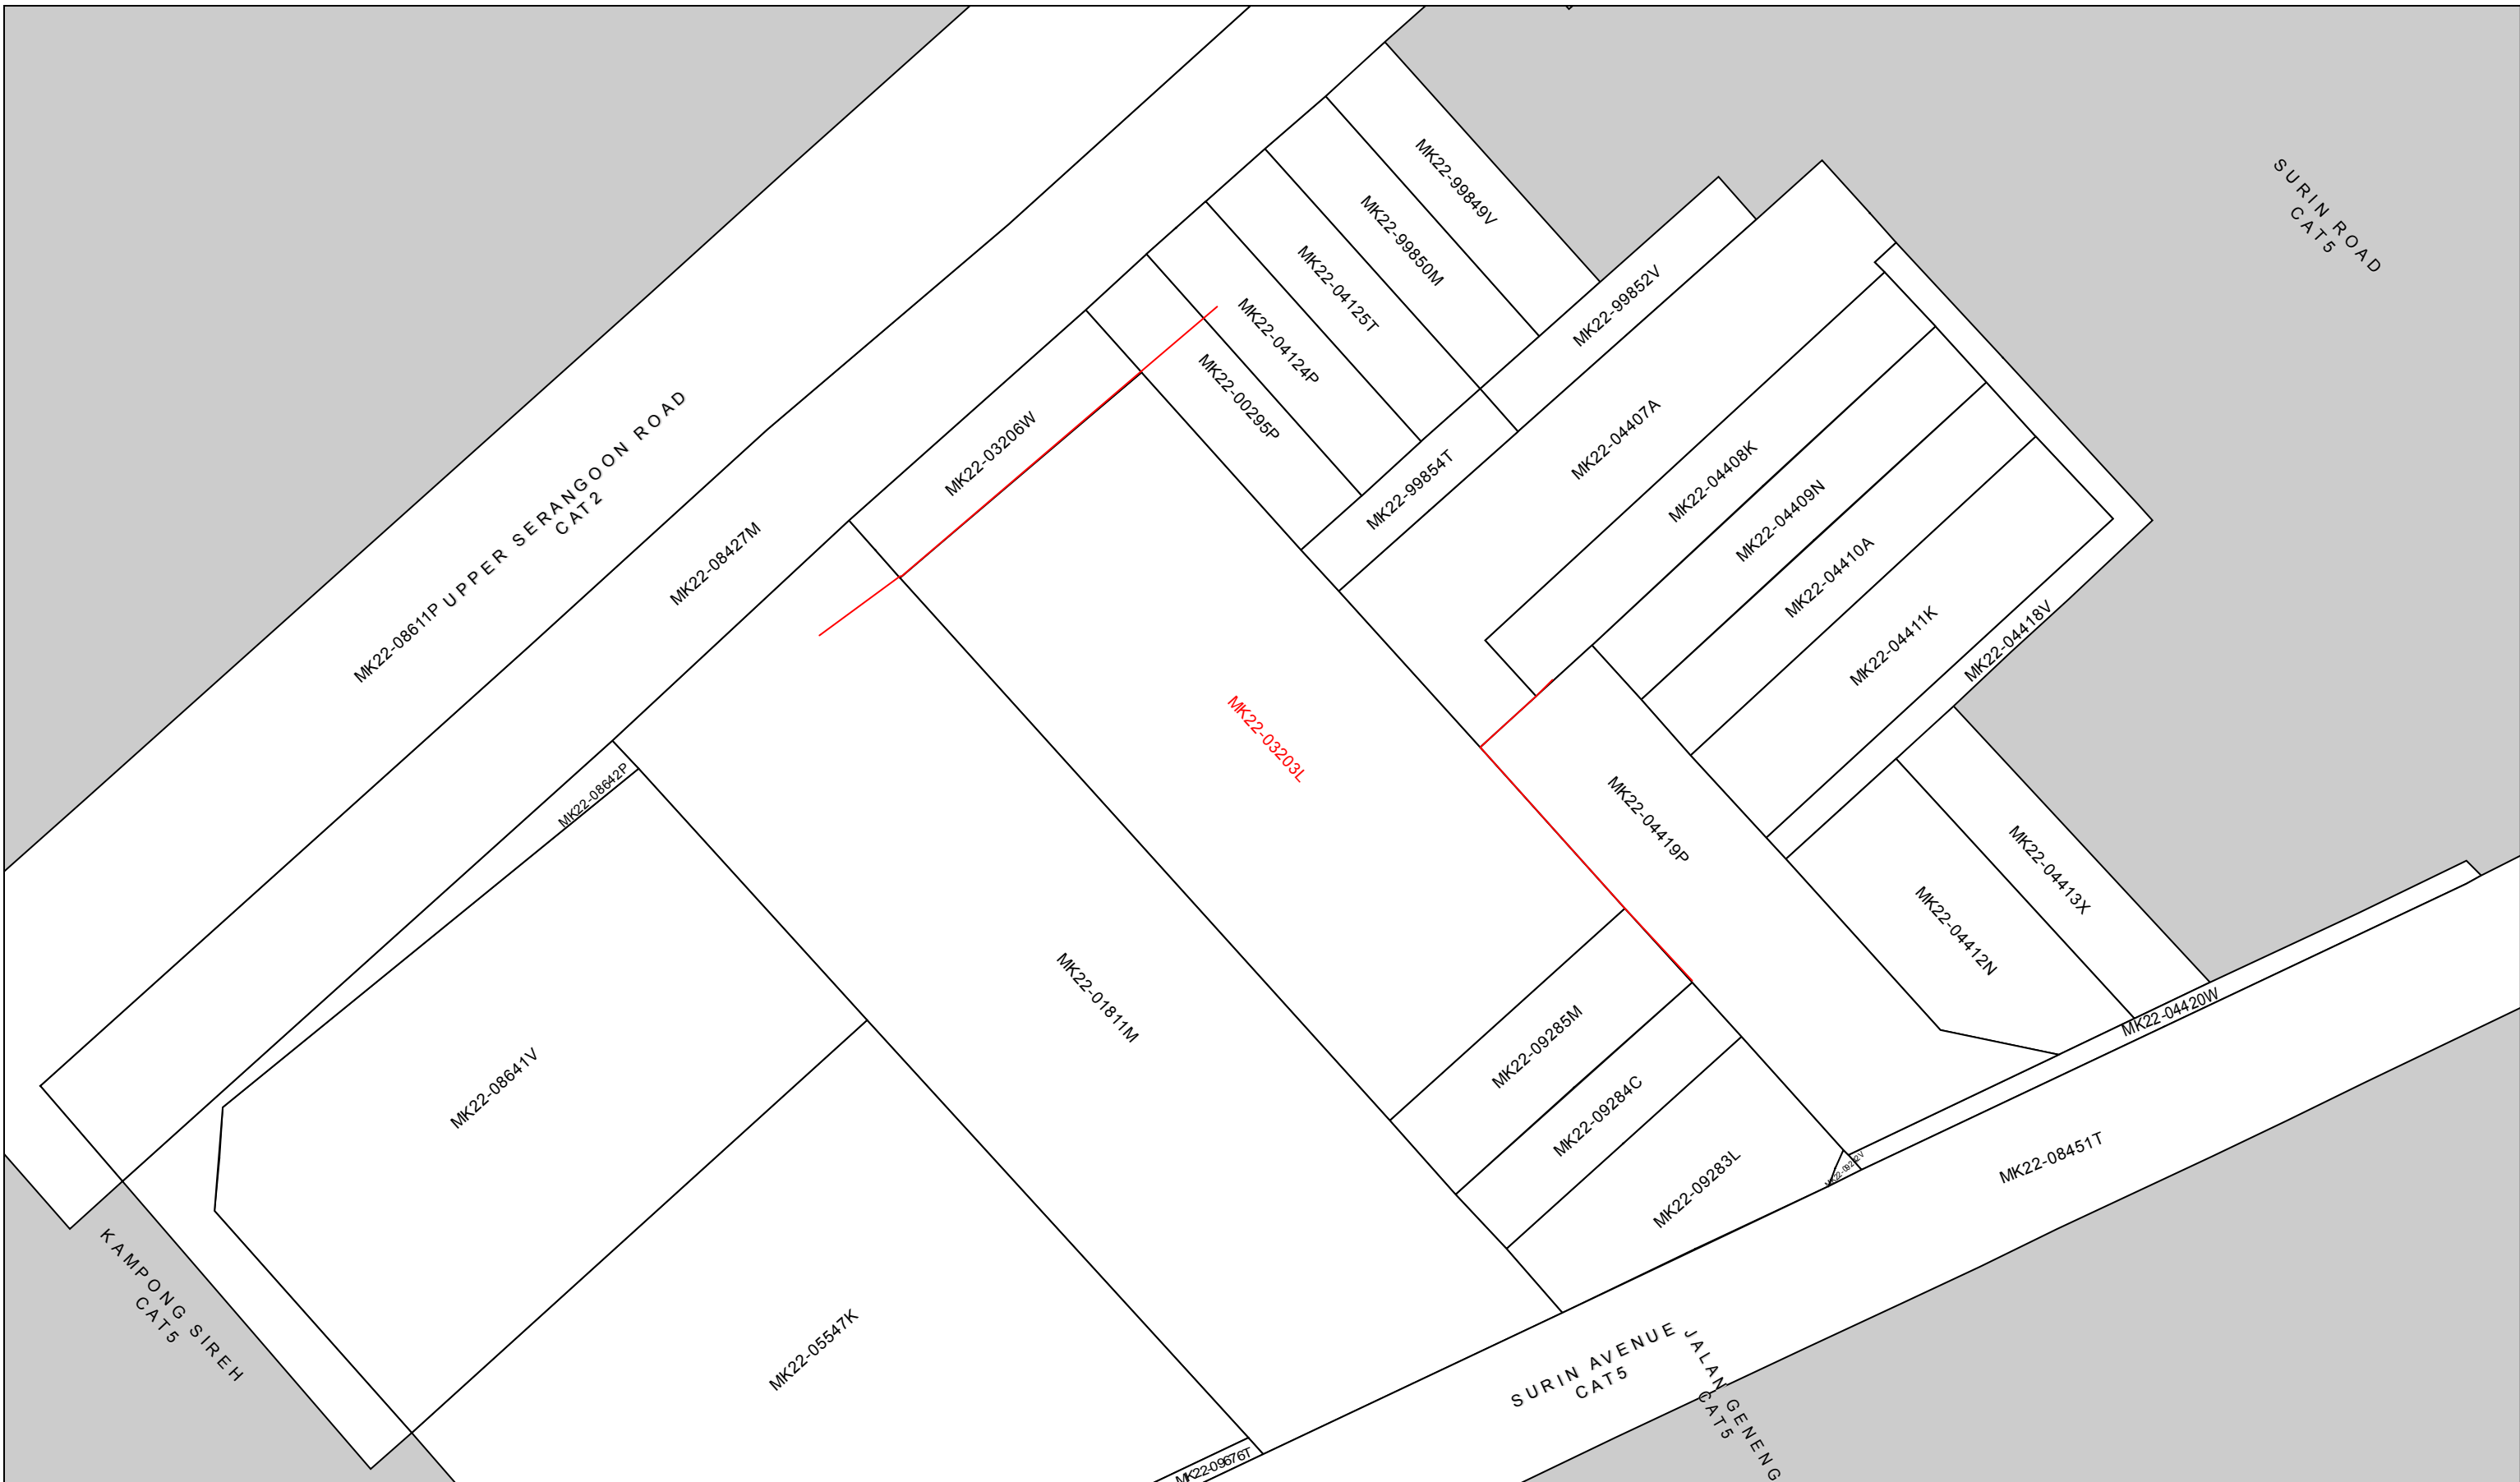 MK22-99849V
SURIN ROAD
CAT5
MK22-99850M
MK22-04125T
MK22-99852V
MK22-04124P
MK22-00295P
MK22-03206W
MK22-99854T
MK22-04407A
MK22-04408K
MK22-04409N
MK22-04410A
MK22-04411K
MK22-04418V
UPPER SERANGOON ROAD
CAT2
MK22-08611P
MK22-08427M
MK22-03203L
MK22-08642P
MK22-04419P
MK22-04413X
MK22-04412N
MK22-04420W
MK22-01811M
MK22-08641V
MK22-09285M
MK22-09284C
MK22-09283L
MK22-08451T
KAMPONG SIREH
CAT5
MK22-05547K
SURIN AVENUE
CAT5
JALAN GENENG
CAT5
MK22-09676T